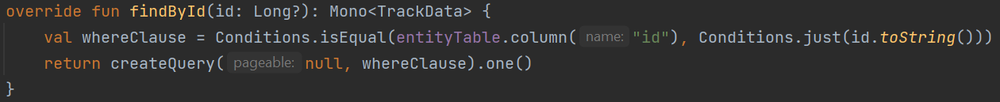 override fun findById(id: Long?): Mono<TrackData> {
    val whereClause = Conditions.isEqual(entityTable.column( name: "id"), Conditions.just(id.toString()))
    return createQuery( pageable: null, whereClause).one()
}